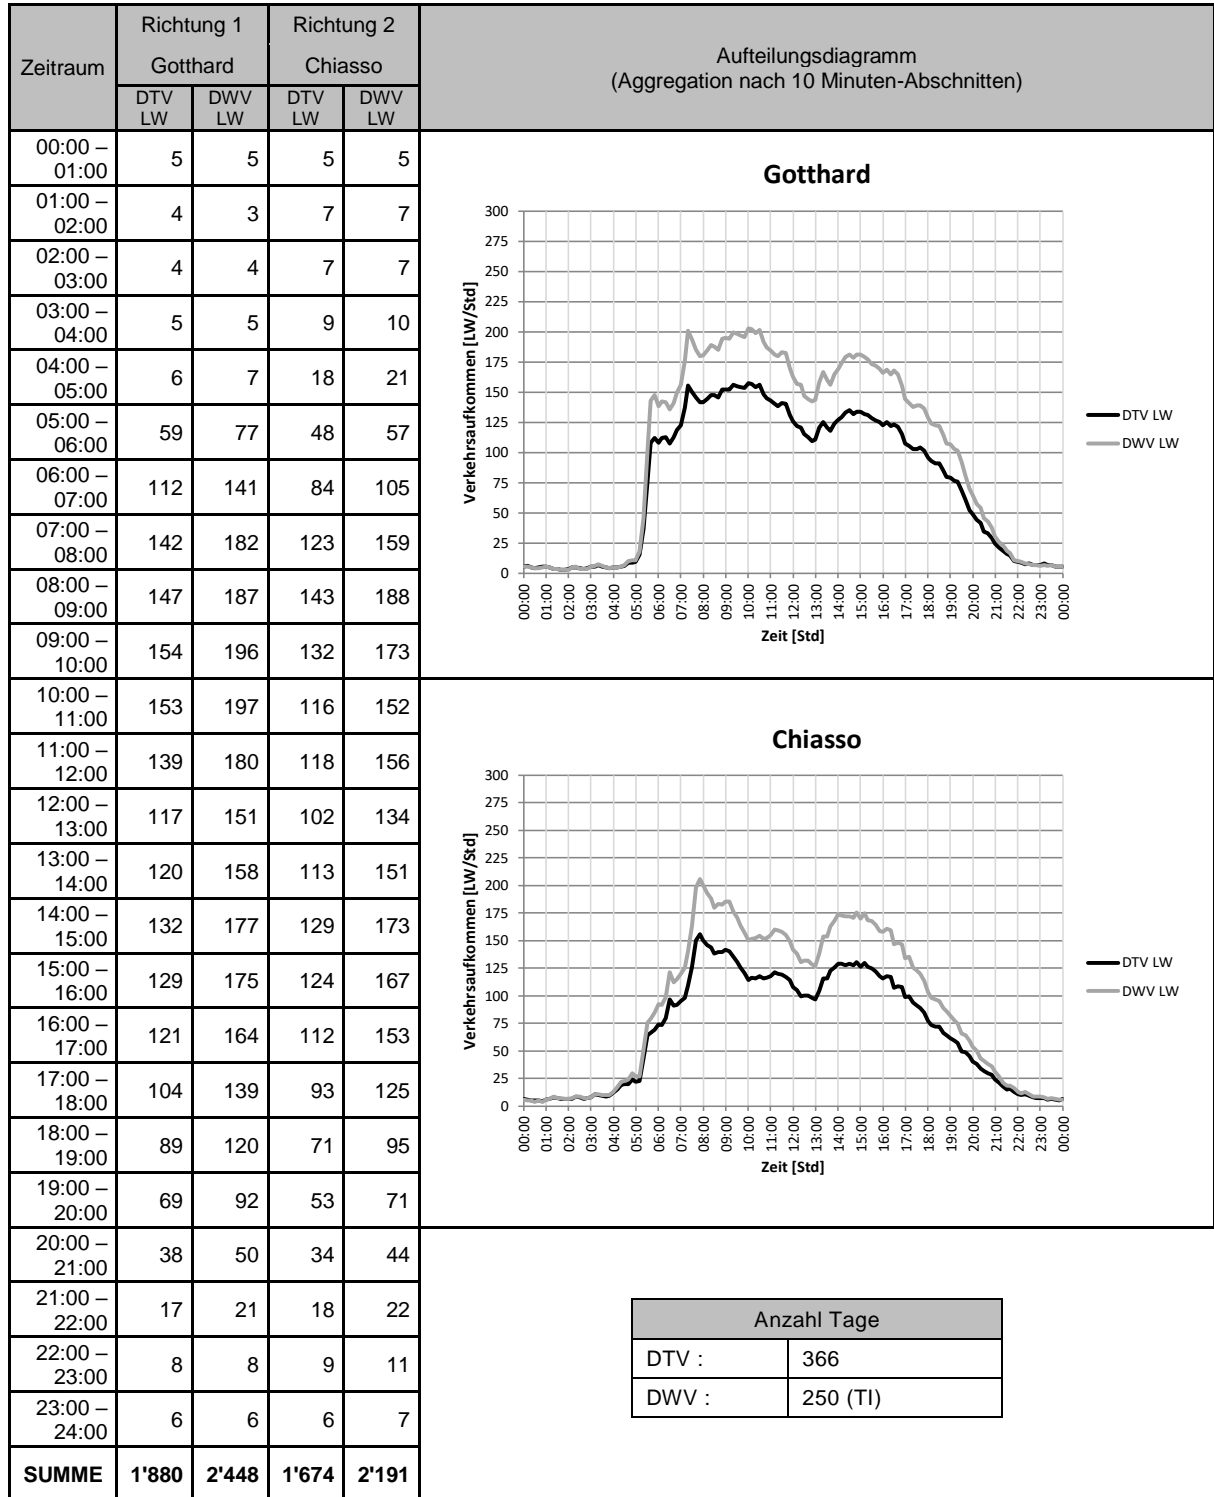 Zeitraum
Richtung 1
Richtung 2
Gotthard
Chiasso
DTV LW
DWV LW
DTV LW
DWV LW
Aufteilungsdiagramm
(Aggregation nach 10 Minuten-Abschnitten)
00:00 – 01:00 5 5 5 5
01:00 – 02:00 4 3 7 7
02:00 – 03:00 4 4 7 7
03:00 – 04:00 5 5 9 10
04:00 – 05:00 6 7 18 21
05:00 – 06:00 59 77 48 57
06:00 – 07:00 112 141 84 105
07:00 – 08:00 142 182 123 159
08:00 – 09:00 147 187 143 188
09:00 – 10:00 154 196 132 173
10:00 – 11:00 153 197 116 152
11:00 – 12:00 139 180 118 156
12:00 – 13:00 117 151 102 134
13:00 – 14:00 120 158 113 151
14:00 – 15:00 132 177 129 173
15:00 – 16:00 129 175 124 167
16:00 – 17:00 121 164 112 153
17:00 – 18:00 104 139 93 125
18:00 – 19:00 89 120 71 95
19:00 – 20:00 69 92 53 71
20:00 – 21:00 38 50 34 44
21:00 – 22:00 17 21 18 22
22:00 – 23:00 8 8 9 11
23:00 – 24:00 6 6 6 7
SUMME 1'880 2'448 1'674 2'191
Gotthard
Verkehrsaufkommen [LW/Std]
300
275
250
225
200
175
150
125
100
75
50
25
0
00:00 01:00 02:00 03:00 04:00 05:00 06:00 07:00 08:00 09:00 10:00 11:00 12:00 13:00 14:00 15:00 16:00 17:00 18:00 19:00 20:00 21:00 22:00 23:00 00:00
Zeit [Std]
DTV LW
DWV LW
Chiasso
Verkehrsaufkommen [LW/Std]
300
275
250
225
200
175
150
125
100
75
50
25
0
00:00 01:00 02:00 03:00 04:00 05:00 06:00 07:00 08:00 09:00 10:00 11:00 12:00 13:00 14:00 15:00 16:00 17:00 18:00 19:00 20:00 21:00 22:00 23:00 00:00
Zeit [Std]
DTV LW
DWV LW
Anzahl Tage
DTV : 366
DWV : 250 (TI)